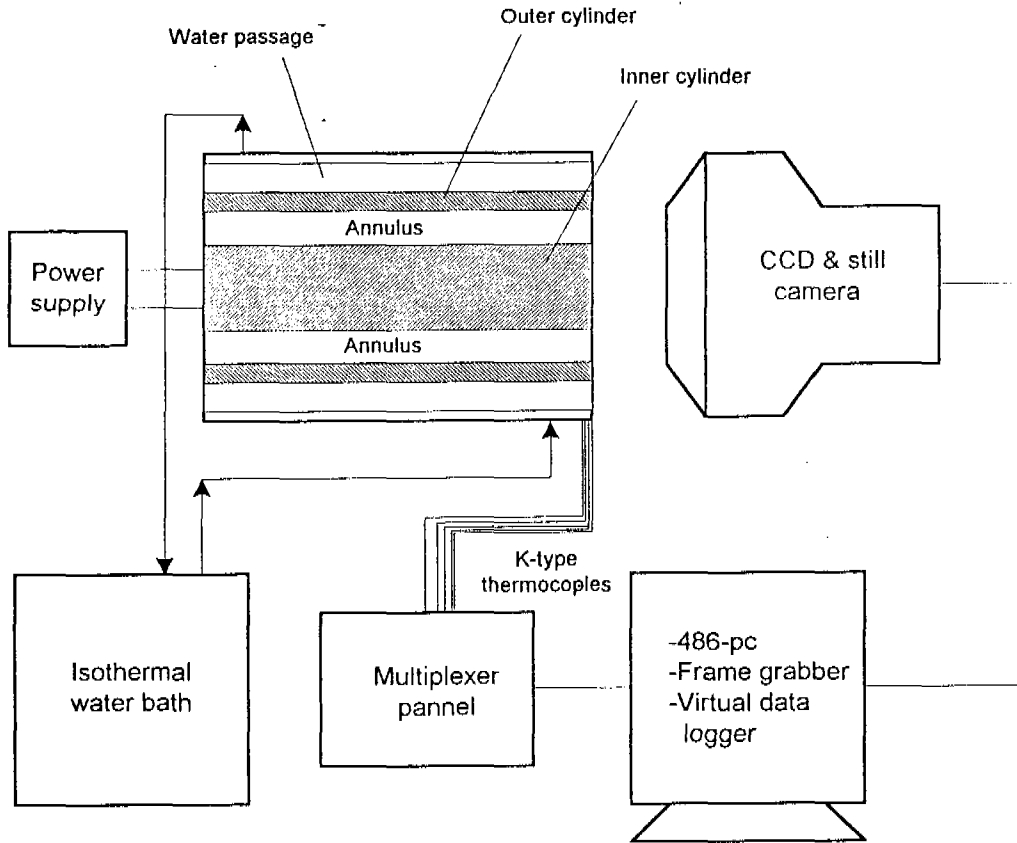 Outer cylinder
Water passage
Inner cylinder
Annulus
Power
supply
CCD & still
camera
Annulus
K-type
thermocoples
Isothermal
water bath
Multiplexer
pannel
-486-pc
-Frame grabber
-Virtual data
logger